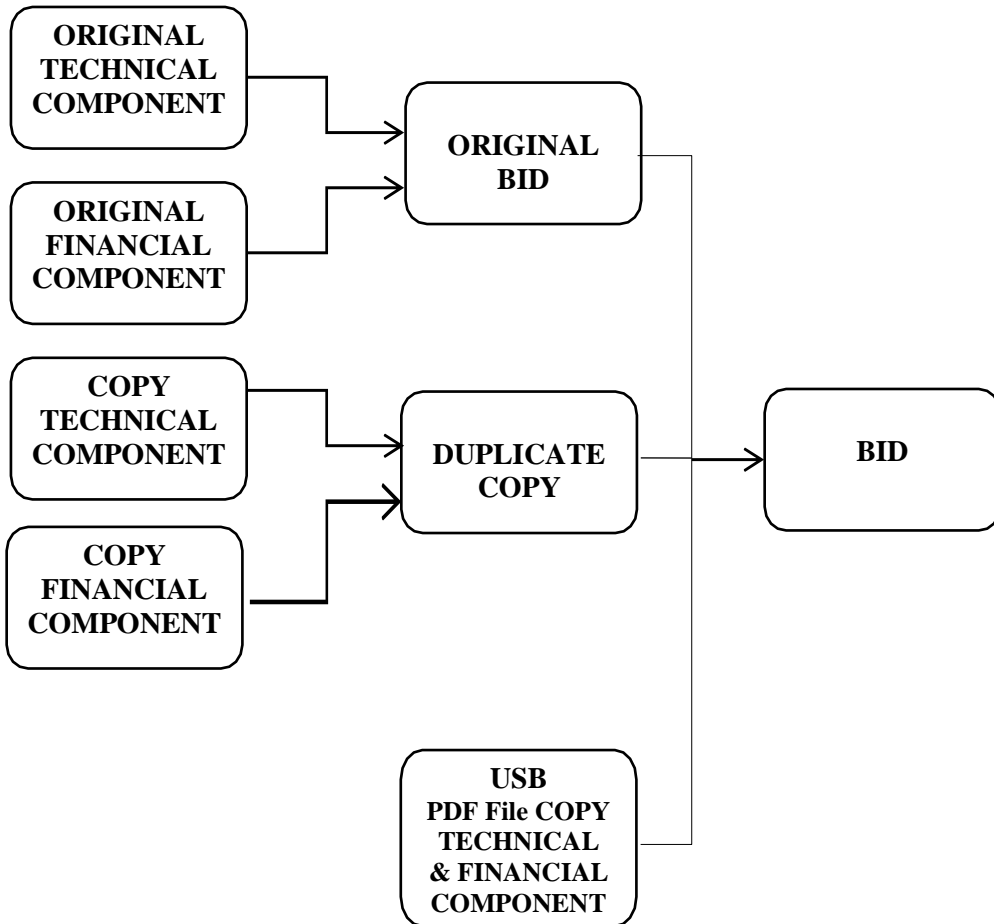 ORIGINAL
TECHNICAL
COMPONENT
ORIGINAL
FINANCIAL
COMPONENT
ORIGINAL
BID
COPY
TECHNICAL
COMPONENT
COPY
FINANCIAL
COMPONENT
DUPLICATE
COPY
BID
USB
PDF File COPY
TECHNICAL
& FINANCIAL
COMPONENT